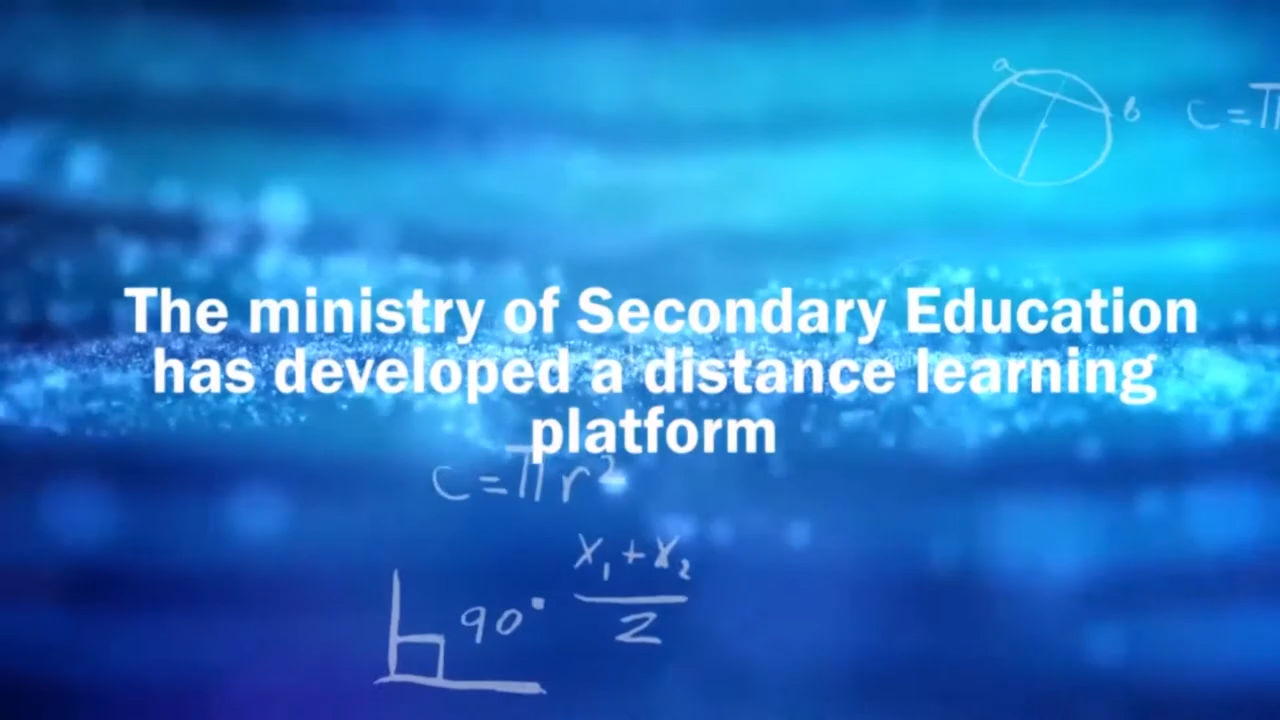 a
b
c=π
The ministry of Secondary Education
has developed a distance learning
platform
c=πr²
x₁+x₂
2
90°